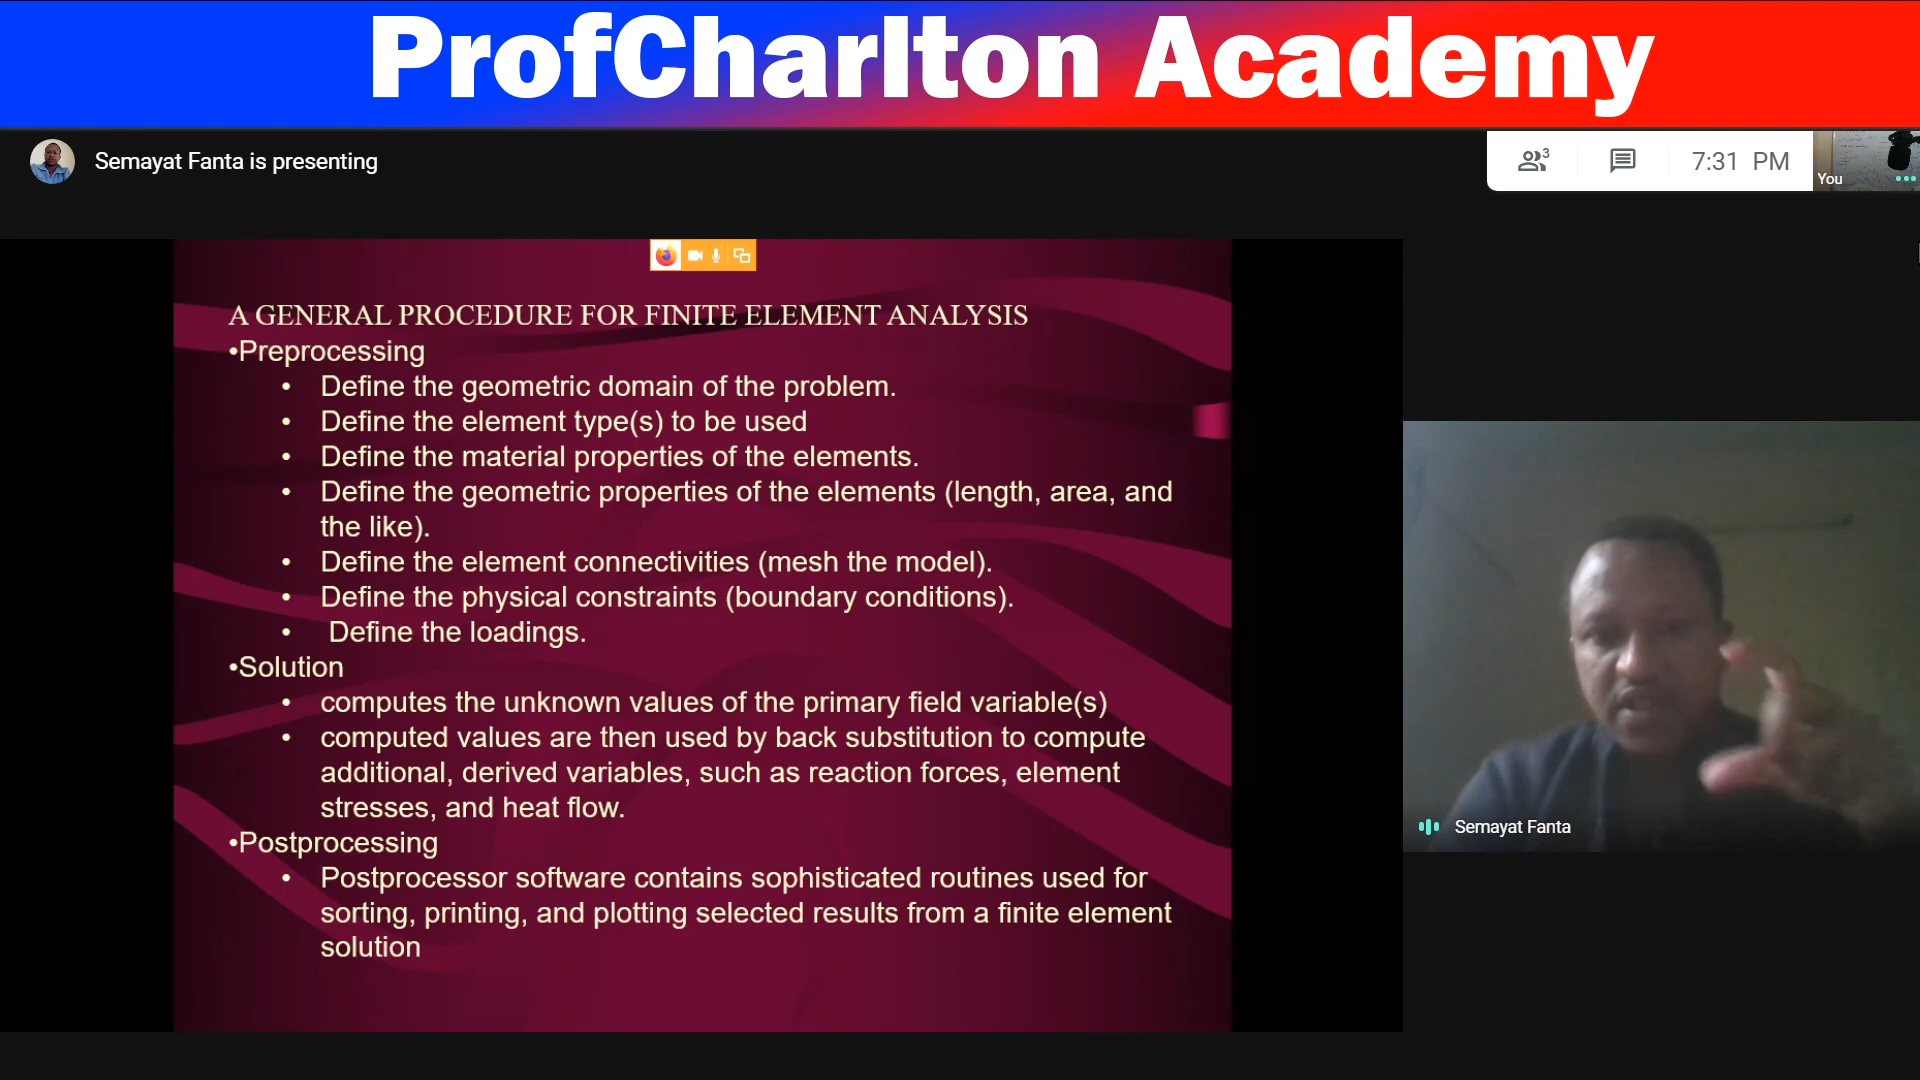 ProfCharlton Academy
Semayat Fanta is presenting
3
7:31 PM
You
A GENERAL PROCEDURE FOR FINITE ELEMENT ANALYSIS
•Preprocessing
• Define the geometric domain of the problem.
• Define the element type(s) to be used
• Define the material properties of the elements.
• Define the geometric properties of the elements (length, area, and
the like).
• Define the element connectivities (mesh the model).
• Define the physical constraints (boundary conditions).
• Define the loadings.
•Solution
• computes the unknown values of the primary field variable(s)
• computed values are then used by back substitution to compute
additional, derived variables, such as reaction forces, element
stresses, and heat flow.
•Postprocessing
• Postprocessor software contains sophisticated routines used for
sorting, printing, and plotting selected results from a finite element
solution
Semayat Fanta